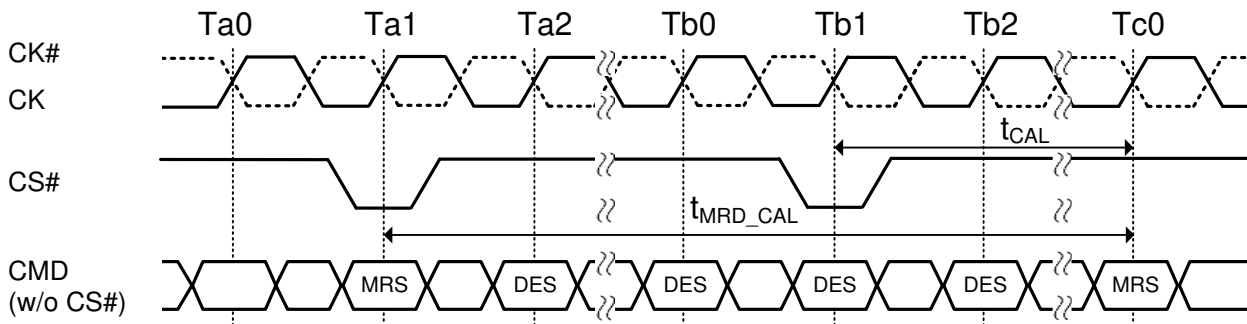 Ta0 Ta1 Ta2 Tb0 Tb1 Tb2 Tc0
CK#
CK
tCAL
CS#
tMRD_CAL
CMD
(w/o CS#)
MRS DES DES DES DES MRS